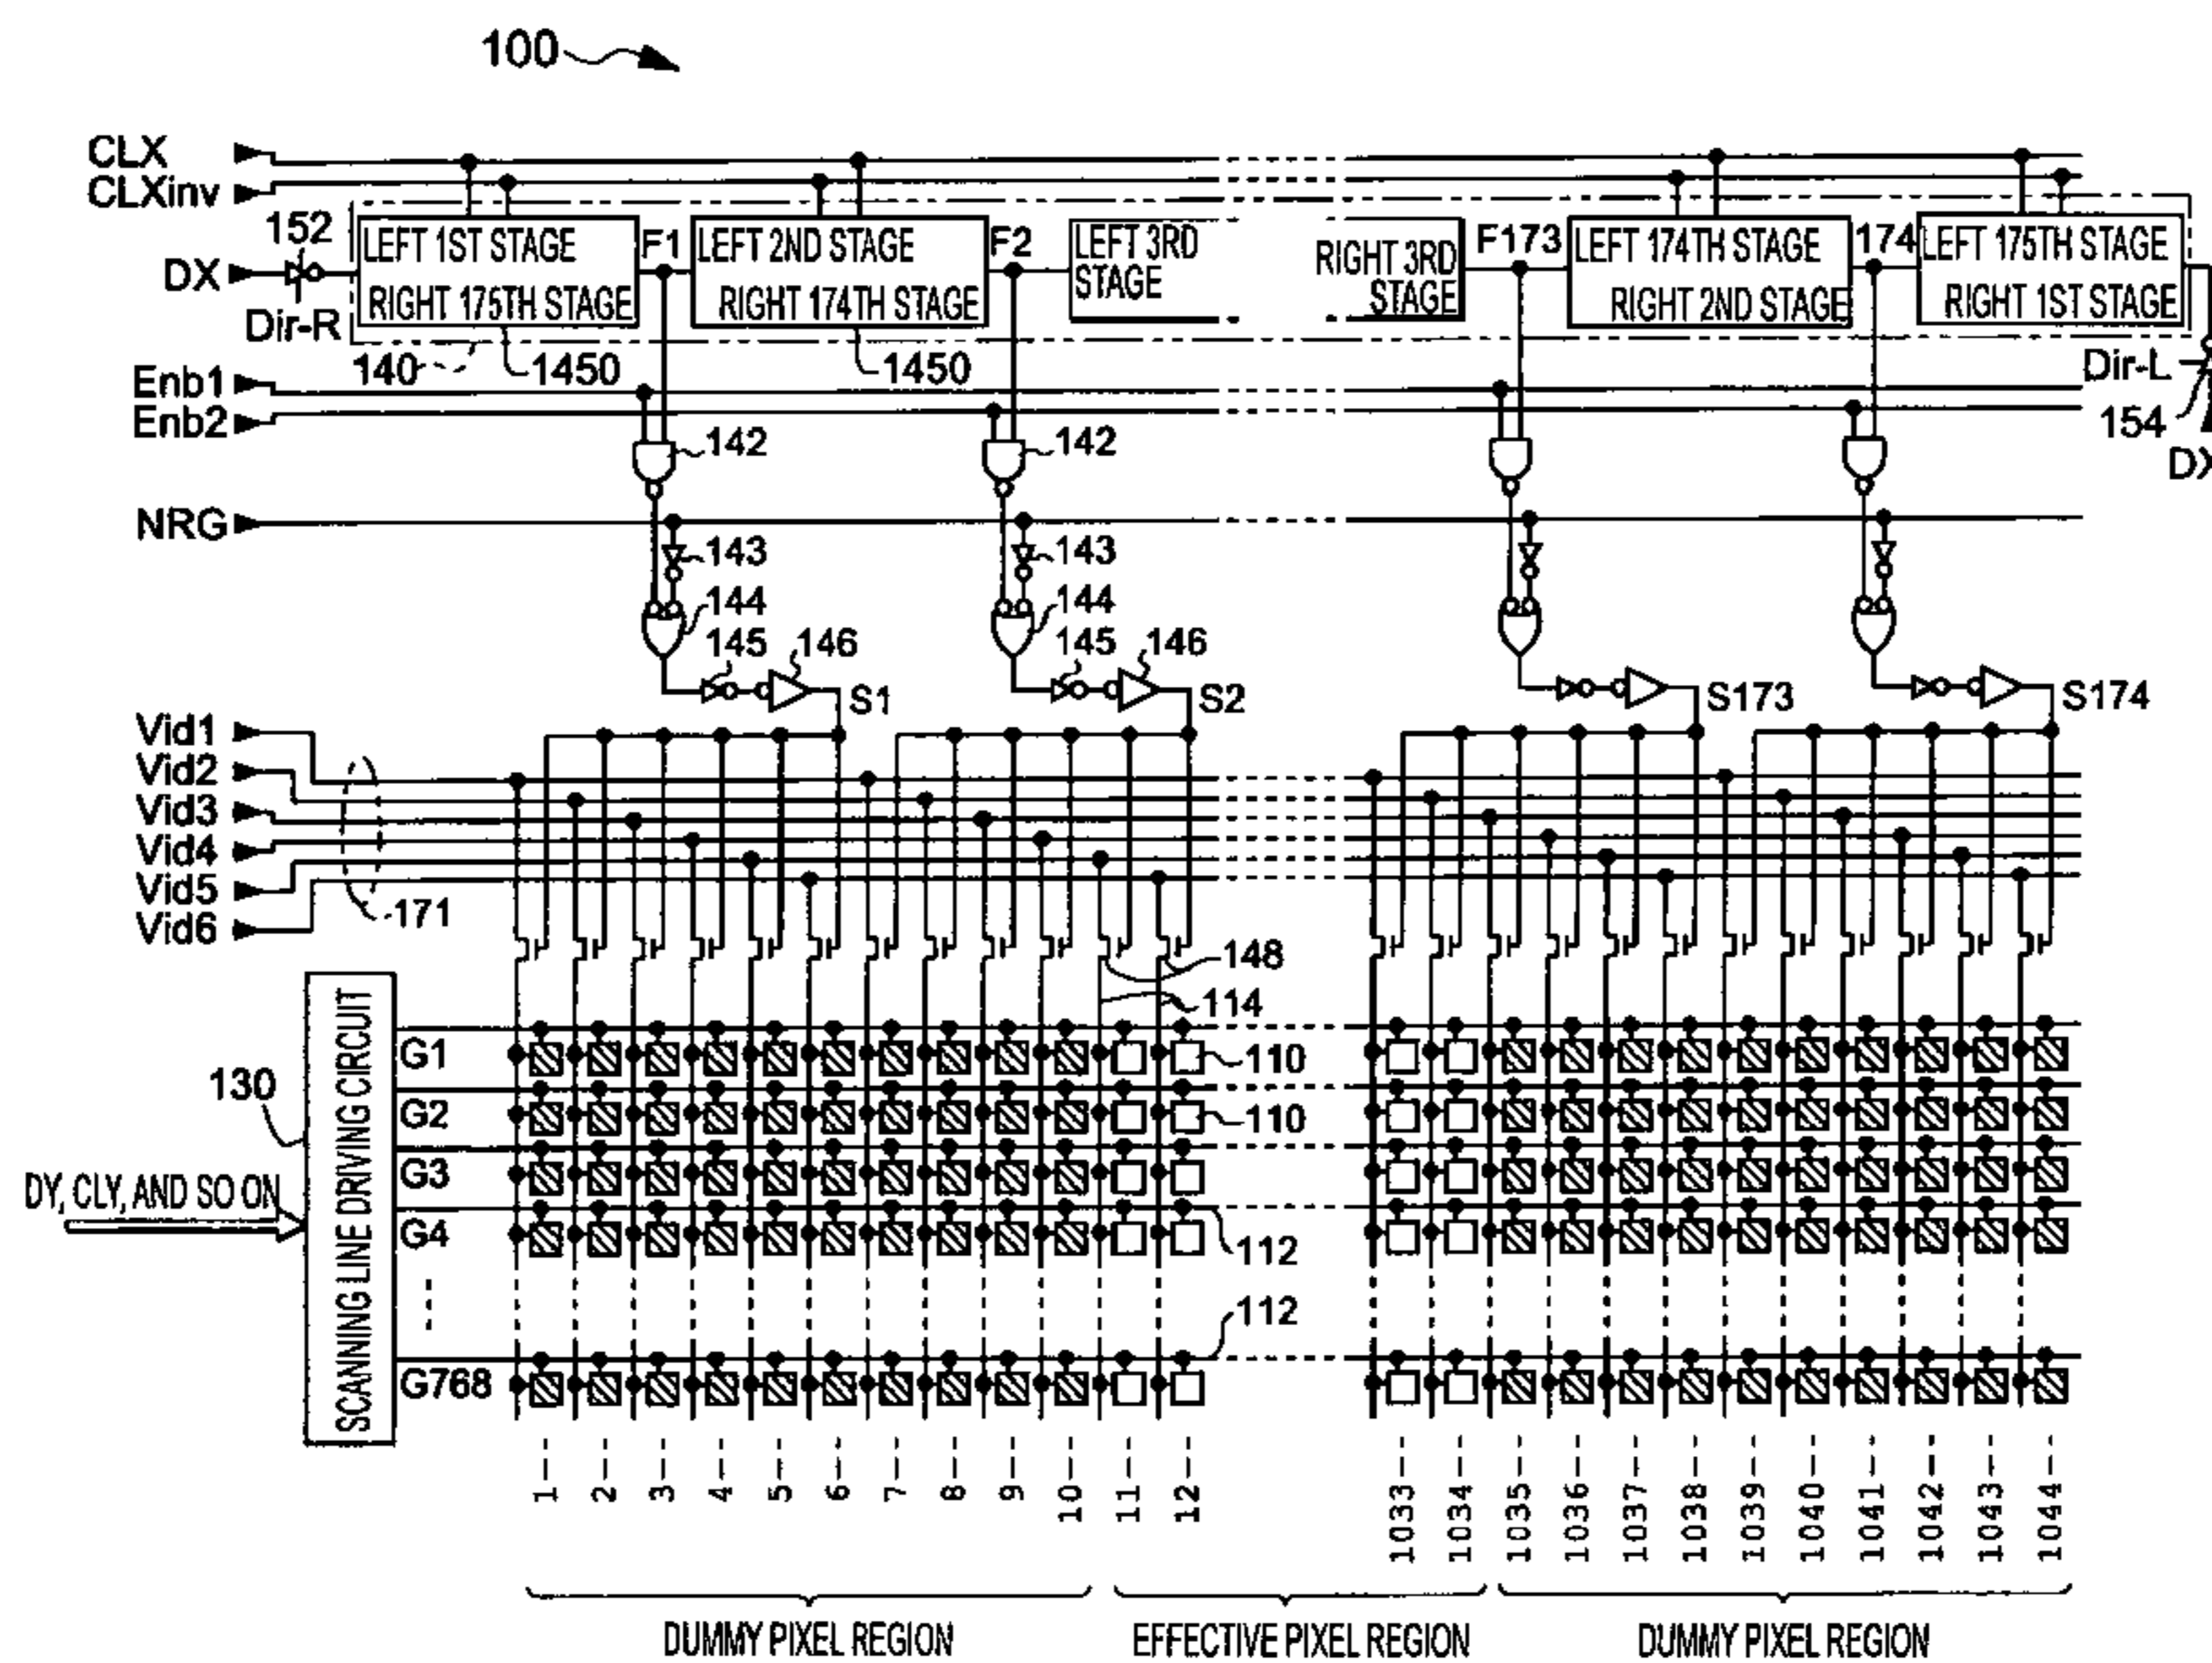 100
CLX
CLXinv
152
DX
Dir-R
LEFT 1ST STAGE
RIGHT 175TH STAGE
F1
LEFT 2ND STAGE
RIGHT 174TH STAGE
F2
LEFT 3RD
STAGE
RIGHT 3RD
STAGE
F173
LEFT 174TH STAGE
RIGHT 2ND STAGE
174
LEFT 175TH STAGE
RIGHT 1ST STAGE
140
1450
1450
Dir-L
154
DX
Enb1
Enb2
142
142
NRG
143
143
144
144
145
146
S1
145
146
S2
S173
S174
Vid1
Vid2
Vid3
Vid4
Vid5
Vid6
171
148
114
SCANNING LINE DRIVING CIRCUIT
130
DY, CLY, AND SO ON
G1
G2
G3
G4
G768
110
110
112
112
1
2
3
4
5
6
7
8
9
10
11
12
1033
1034
1035
1036
1037
1038
1039
1040
1041
1042
1043
1044
DUMMY PIXEL REGION
EFFECTIVE PIXEL REGION
DUMMY PIXEL REGION